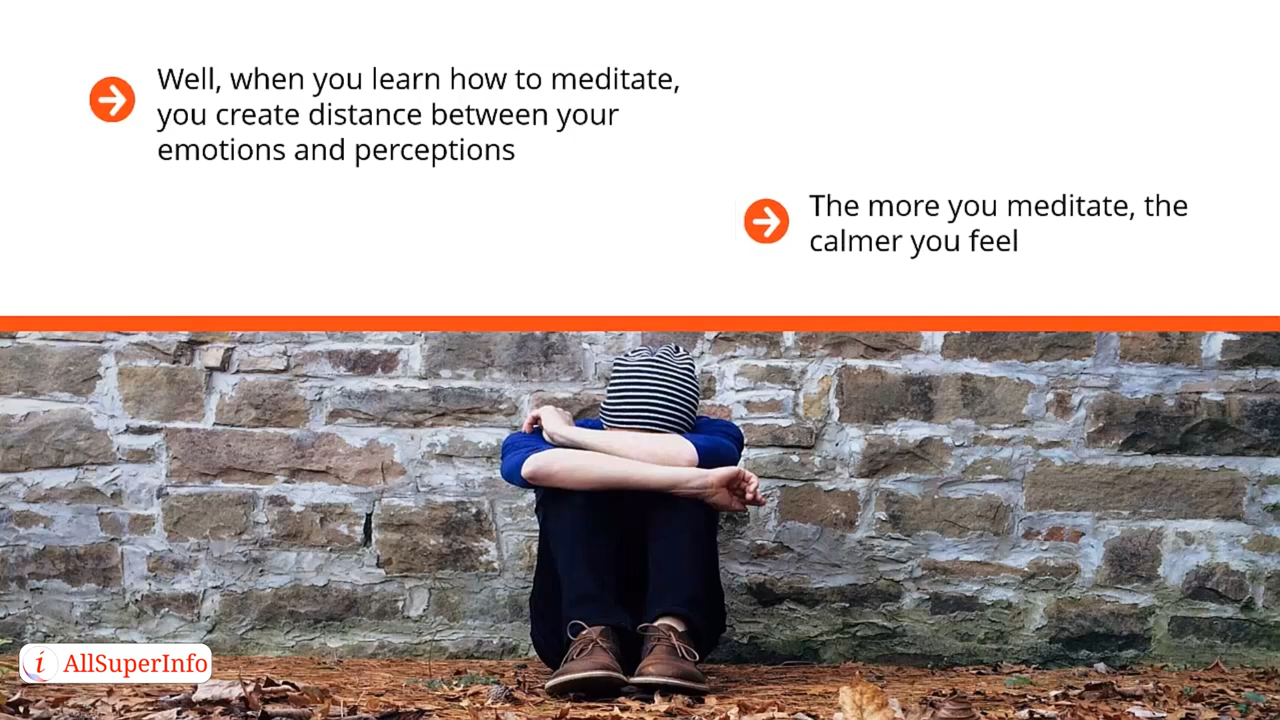 Well, when you learn how to meditate,
you create distance between your
emotions and perceptions
The more you meditate, the
calmer you feel
i AllSuperInfo